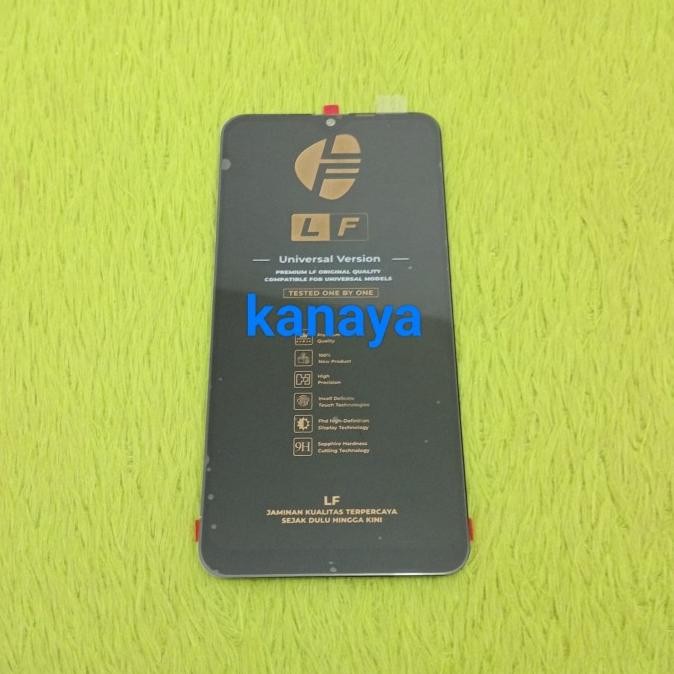 LF
Universal Version
PREMIUM LF ORIGINAL QUALITY
COMPATIBLE FOR UNIVERSAL MODELS
TESTED ONE BY ONE
kanaya
Quality
100%
New Product
High
Precision
Incell Delicate
Touch Technologies
Fhd High-Definition
Display Technology
9H
Sapphire Hardness
Cutting Technology
LF
JAMINAN KUALITAS TERPERCAYA
SEJAK DULU HINGGA KINI